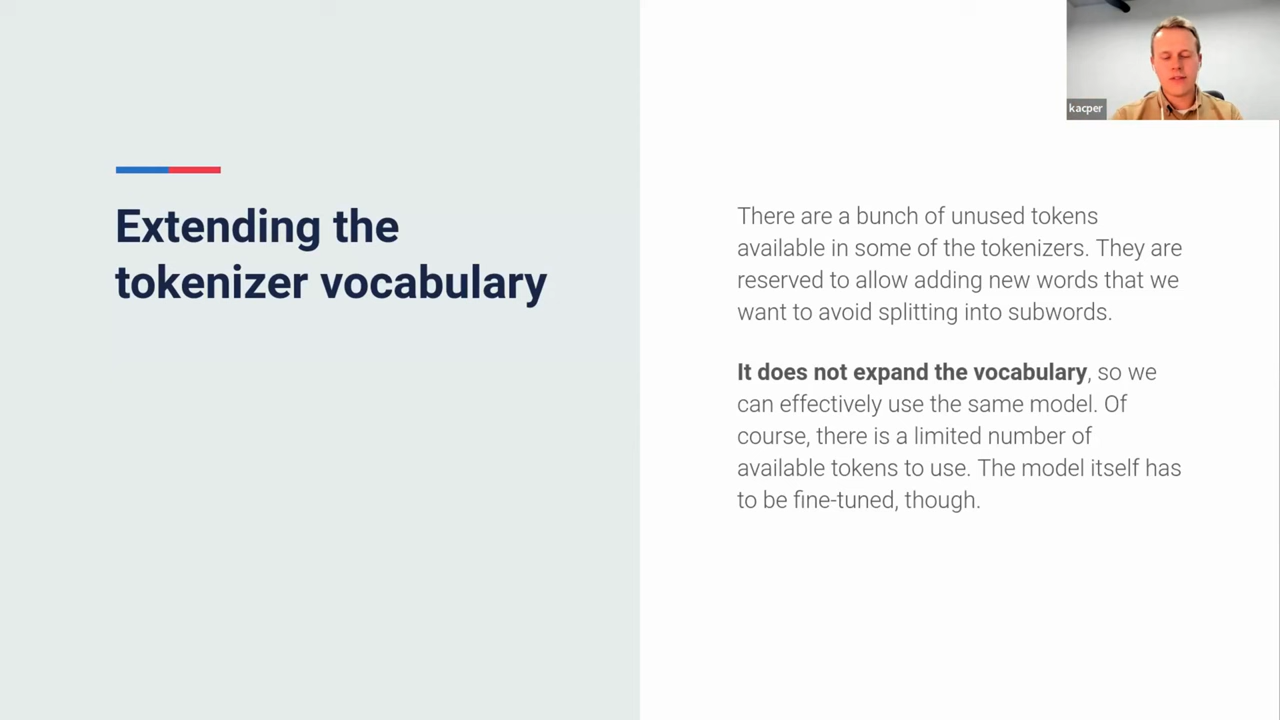 kacper
Extending the
tokenizer vocabulary
There are a bunch of unused tokens
available in some of the tokenizers. They are
reserved to allow adding new words that we
want to avoid splitting into subwords.
It does not expand the vocabulary, so we
can effectively use the same model. Of
course, there is a limited number of
available tokens to use. The model itself has
to be fine-tuned, though.